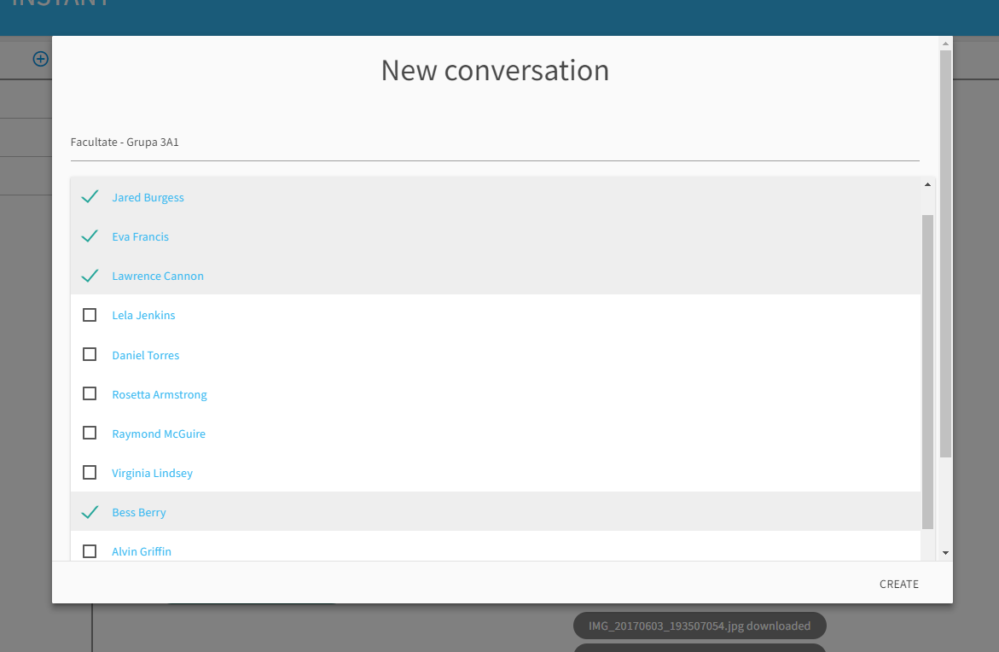 INSTANT
New conversation
Facultate - Grupa 3A1
Jared Burgess
Eva Francis
Lawrence Cannon
Lela Jenkins
Daniel Torres
Rosetta Armstrong
Raymond McGuire
Virginia Lindsey
Bess Berry
Alvin Griffin
CREATE
IMG_20170603_193507054.jpg downloaded